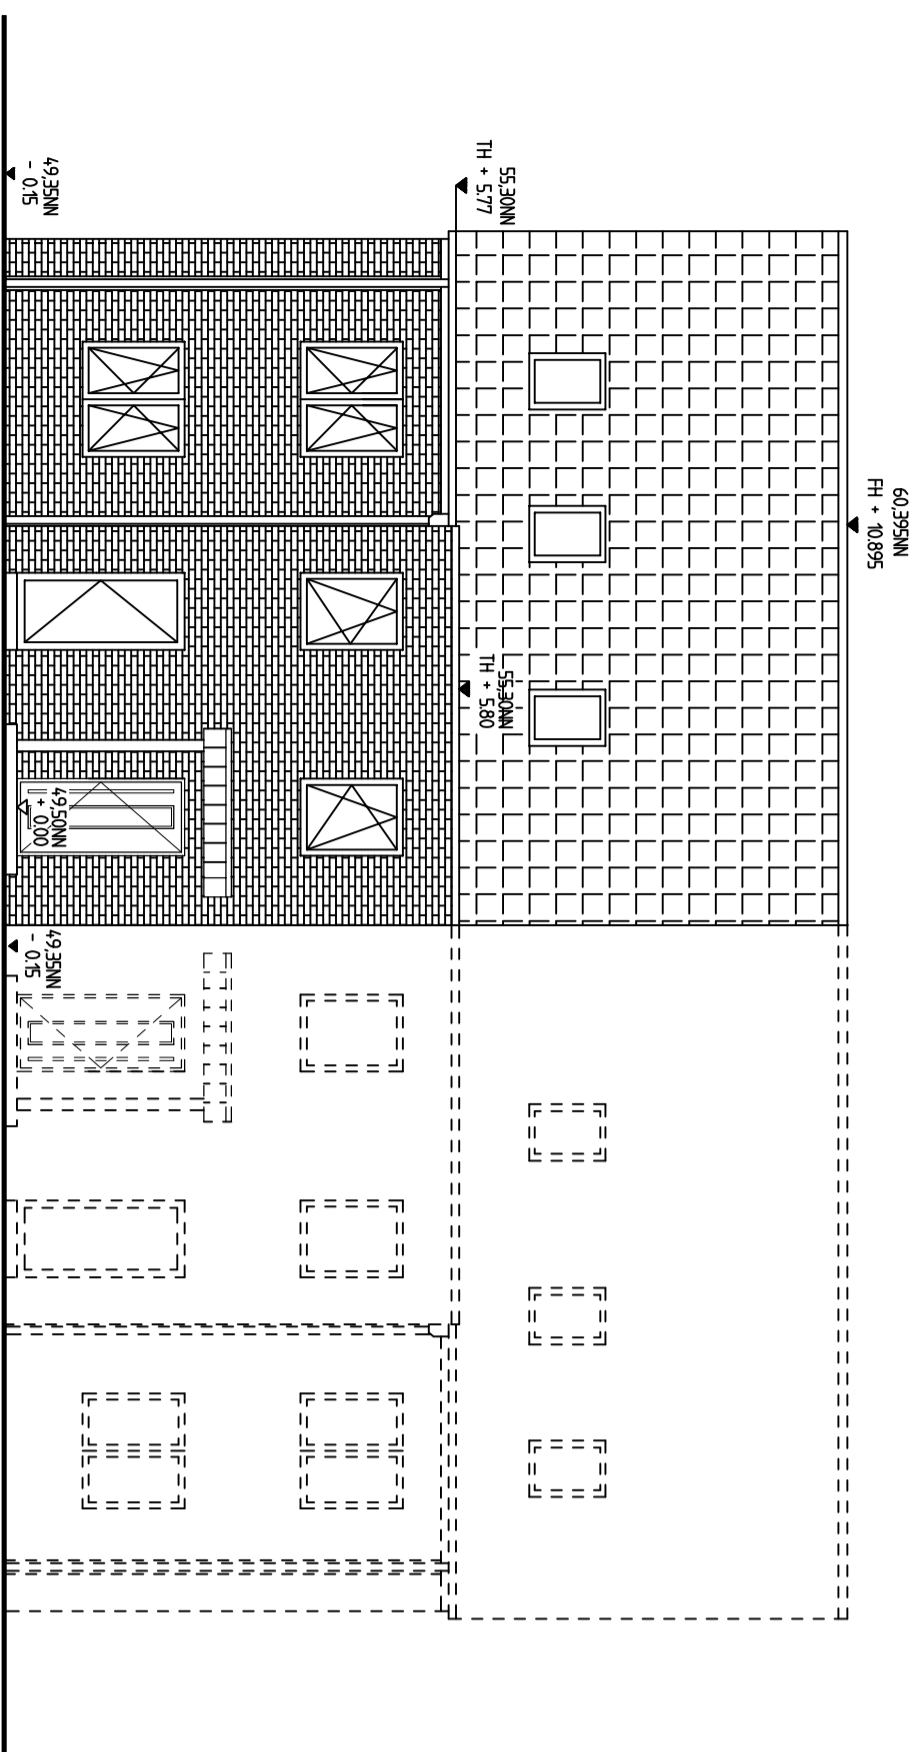 60,395NN
FH + 10.895
55,30NN
TH + 5.77
55,30NN
TH + 5.80
49,35NN
- 0.15
49,50NN
+ 0.00
49,35NN
- 0.15